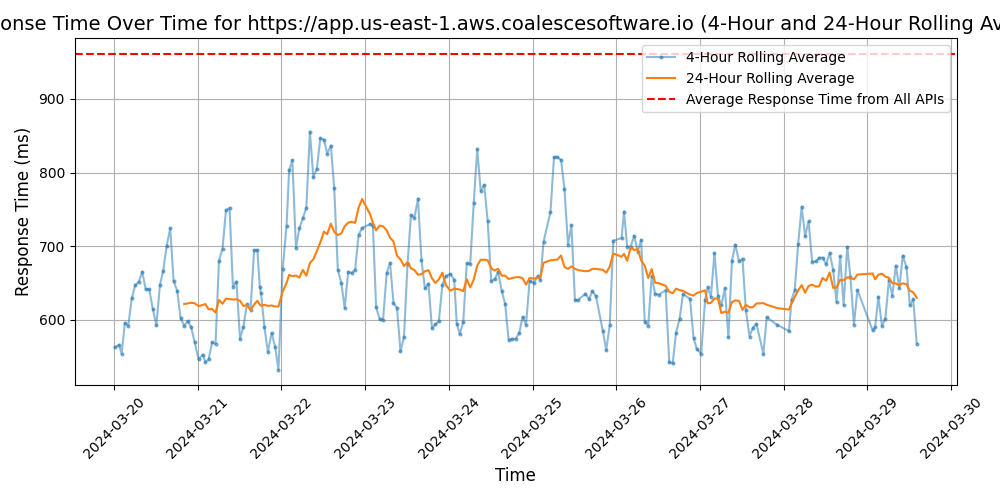 onse Time Over Time for https://app.us-east-1.aws.coalescesoftware.io (4-Hour and 24-Hour Rolling Av
4-Hour Rolling Average
24-Hour Rolling Average
Average Response Time from All APIs
Response Time (ms)
900
800
700
600
2024-03-20
2024-03-21
2024-03-22
2024-03-23
2024-03-24
2024-03-25
2024-03-26
2024-03-27
2024-03-28
2024-03-29
2024-03-30
Time